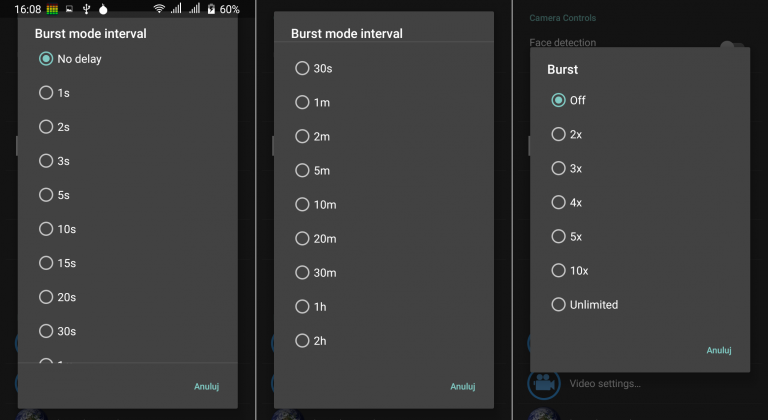 16:08
60%
Burst mode interval
No delay
1s
2s
3s
5s
10s
15s
20s
30s
Anuluj
Burst mode interval
30s
1m
2m
5m
10m
20m
30m
1h
2h
Anuluj
Camera Controls
Face detection
Burst
Off
2x
3x
4x
5x
10x
Unlimited
Anuluj
Video settings...